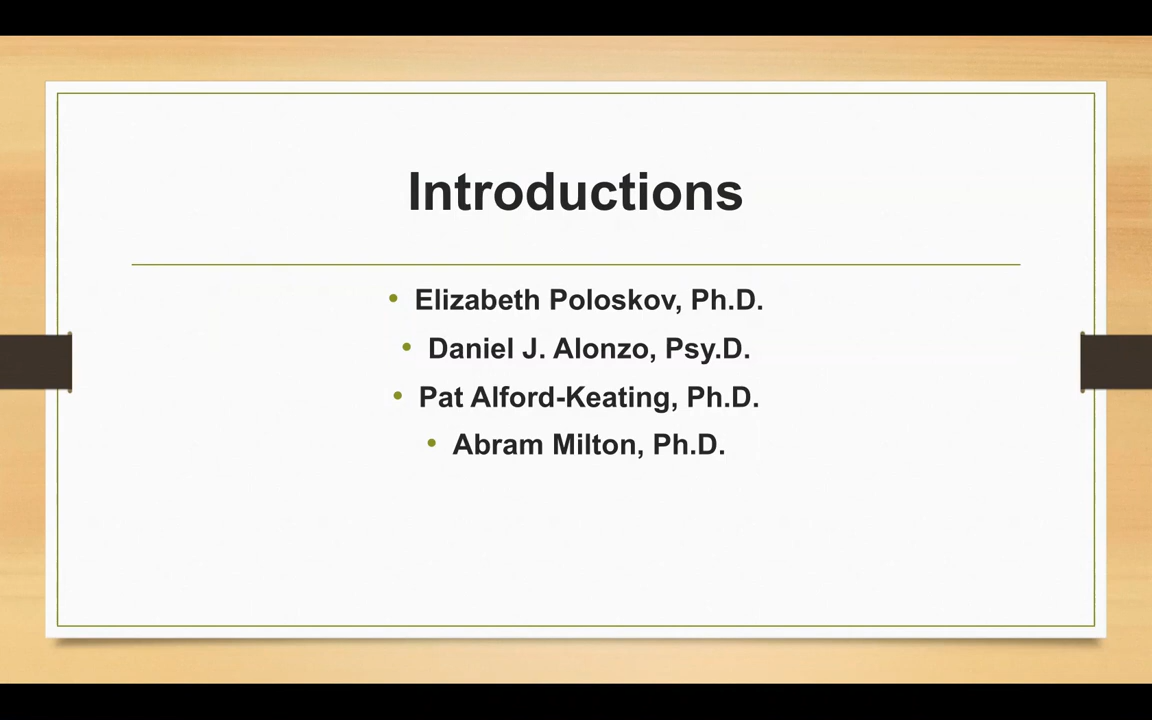 Introductions
• Elizabeth Poloskov, Ph.D.
• Daniel J. Alonzo, Psy.D.
• Pat Alford-Keating, Ph.D.
• Abram Milton, Ph.D.